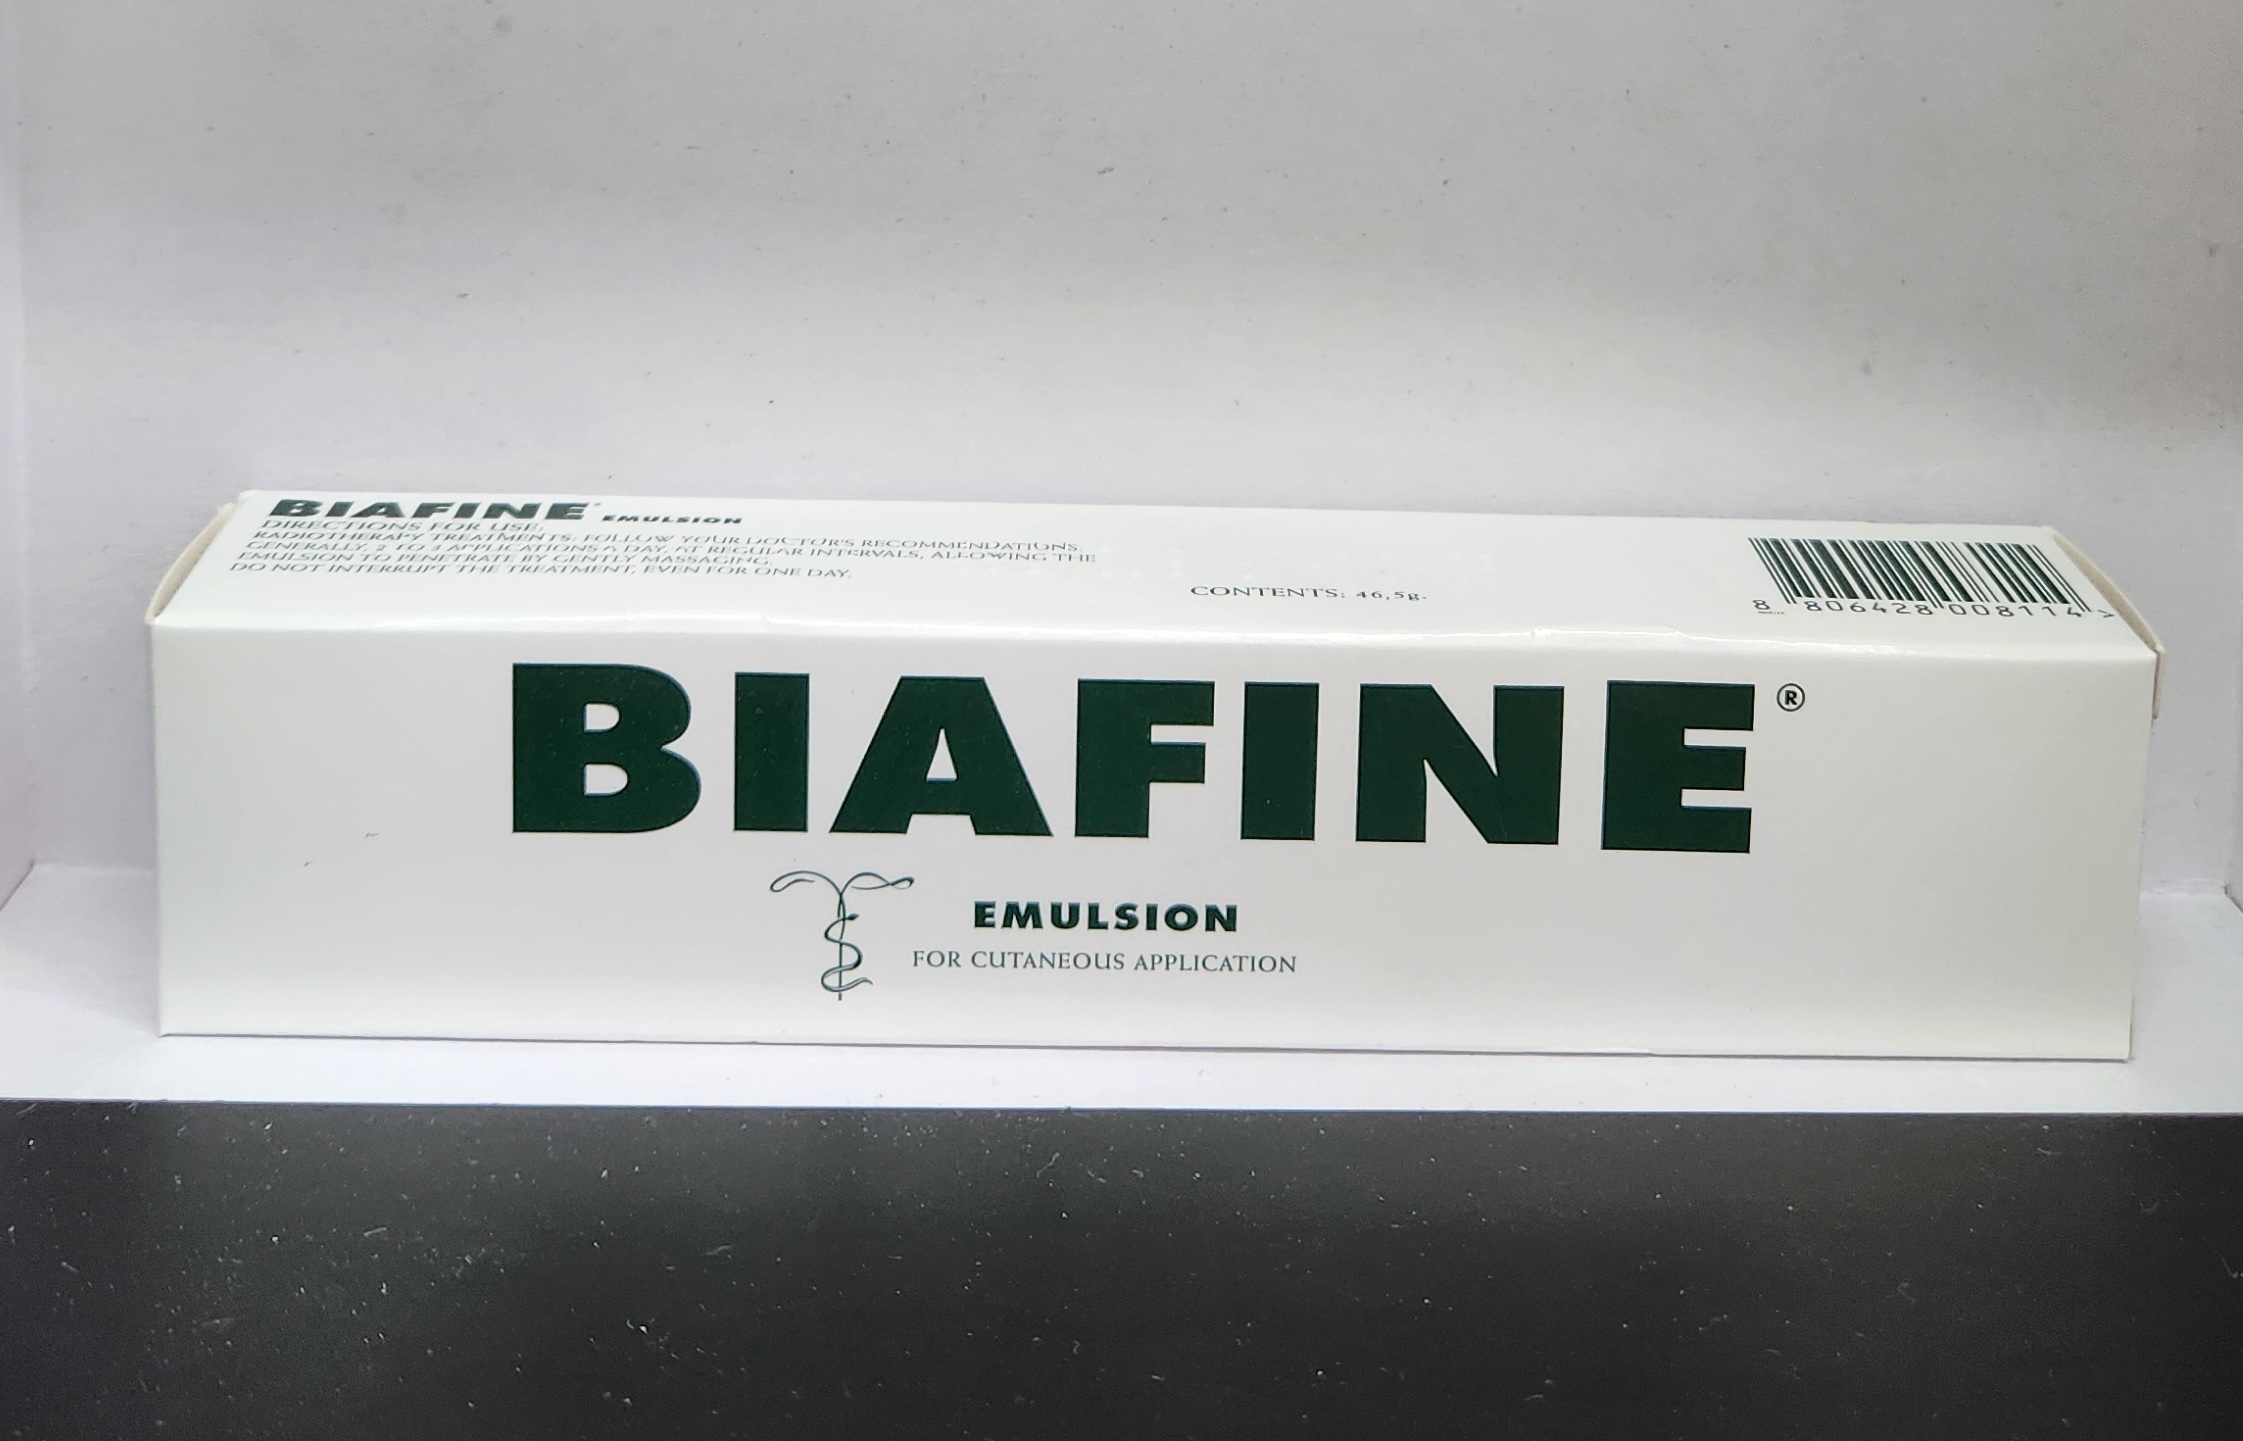 BIAFINE® EMULSION
DIRECTIONS FOR USE:
RADIOTHERAPY TREATMENTS: FOLLOW YOUR DOCTOR'S RECOMMENDATIONS.
GENERALLY, 2 TO 3 APPLICATIONS A DAY, AT REGULAR INTERVALS, ALLOWING THE
EMULSION TO PENETRATE BY GENTLY MASSAGING.
DO NOT INTERRUPT THE TREATMENT, EVEN FOR ONE DAY.
CONTENTS: 46,5g.
8 806428 008114 >
BIAFINE®
EMULSION
FOR CUTANEOUS APPLICATION